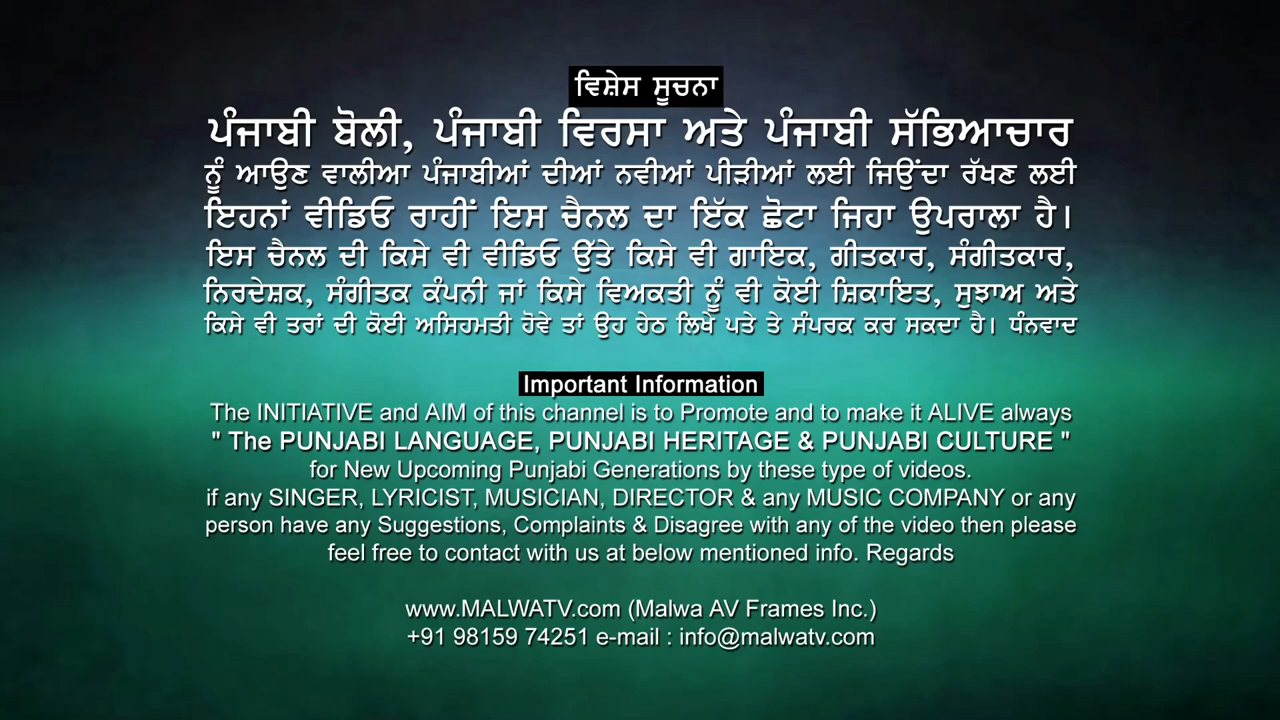 ਵਿਸ਼ੇਸ ਸੂਚਨਾ
ਪੰਜਾਬੀ ਬੋਲੀ, ਪੰਜਾਬੀ ਵਿਰਸਾ ਅਤੇ ਪੰਜਾਬੀ ਸੱਭਿਆਚਾਰ
ਨੂੰ ਆਉਣ ਵਾਲੀਆ ਪੰਜਾਬੀਆਂ ਦੀਆਂ ਨਵੀਆਂ ਪੀੜੀਆਂ ਲਈ ਜਿਉਂਦਾ ਰੱਖਣ ਲਈ
ਇਹਨਾਂ ਵੀਡਿਓ ਰਾਹੀਂ ਇਸ ਚੈਨਲ ਦਾ ਇੱਕ ਛੋਟਾ ਜਿਹਾ ਉਪਰਾਲਾ ਹੈ।
ਇਸ ਚੈਨਲ ਦੀ ਕਿਸੇ ਵੀ ਵੀਡਿਓ ਉੱਤੇ ਕਿਸੇ ਵੀ ਗਾਇਕ, ਗੀਤਕਾਰ, ਸੰਗੀਤਕਾਰ,
ਨਿਰਦੇਸ਼ਕ, ਸੰਗੀਤਕ ਕੰਪਨੀ ਜਾਂ ਕਿਸੇ ਵਿਅਕਤੀ ਨੂੰ ਵੀ ਕੋਈ ਸ਼ਿਕਾਇਤ, ਸੁਝਾਅ ਅਤੇ
ਕਿਸੇ ਵੀ ਤਰਾਂ ਦੀ ਕੋਈ ਅਸਿਹਮਤੀ ਹੋਵੇ ਤਾਂ ਉਹ ਹੇਠ ਲਿਖੇ ਪਤੇ ਤੇ ਸੰਪਰਕ ਕਰ ਸਕਦਾ ਹੈ। ਧੰਨਵਾਦ
Important Information
The INITIATIVE and AIM of this channel is to Promote and to make it ALIVE always
" The PUNJABI LANGUAGE, PUNJABI HERITAGE & PUNJABI CULTURE "
for New Upcoming Punjabi Generations by these type of videos.
if any SINGER, LYRICIST, MUSICIAN, DIRECTOR & any MUSIC COMPANY or any
person have any Suggestions, Complaints & Disagree with any of the video then please
feel free to contact with us at below mentioned info. Regards
www.MALWATV.com (Malwa AV Frames Inc.)
+91 98159 74251 e-mail : info@malwatv.com